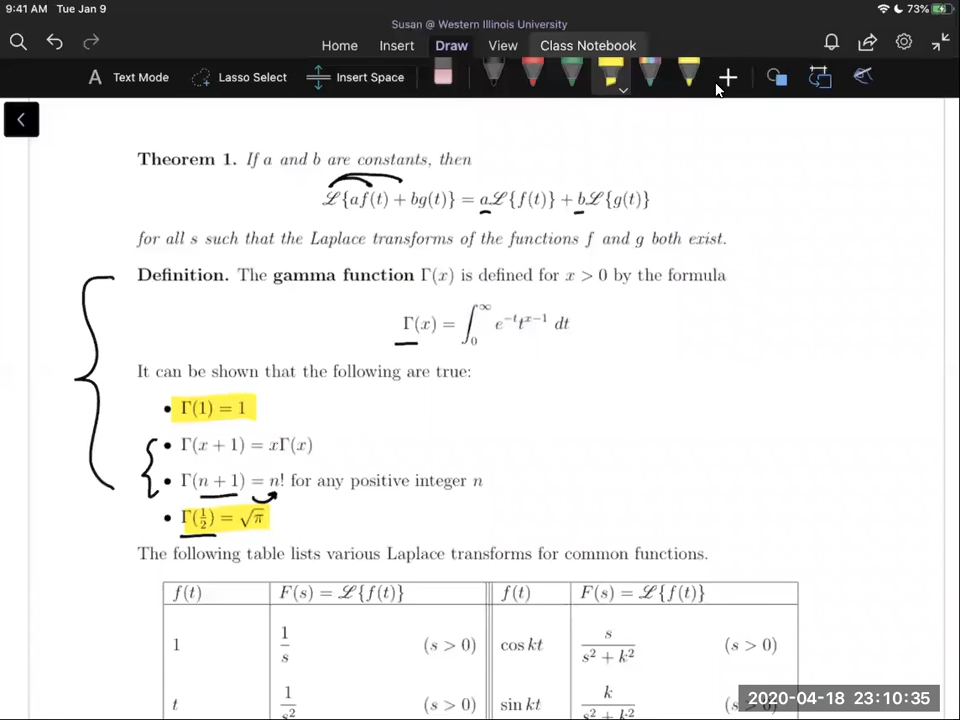 9:41 AM Tue Jan 9
73%
Susan @ Western Illinois University
Home Insert Draw View Class Notebook
Text Mode Lasso Select Insert Space
Theorem 1. If a and b are constants, then
ℒ{af(t) + bg(t)} = aℒ{f(t)} + bℒ{g(t)}
for all s such that the Laplace transforms of the functions f and g both exist.
Definition. The gamma function Γ(x) is defined for x > 0 by the formula
Γ(x) = ∫₀^∞ e^{−t}t^{x−1} dt
It can be shown that the following are true:
• Γ(1) = 1
• Γ(x + 1) = xΓ(x)
• Γ(n + 1) = n! for any positive integer n
• Γ(1/2) = √π
The following table lists various Laplace transforms for common functions.
f(t) F(s) = ℒ{f(t)} f(t) F(s) = ℒ{f(t)}
1 1/s (s > 0) cos kt s/(s² + k²) (s > 0)
t 1/s² (s > 0) sin kt k/(s² + k²) (s
2020-04-18 23:10:35